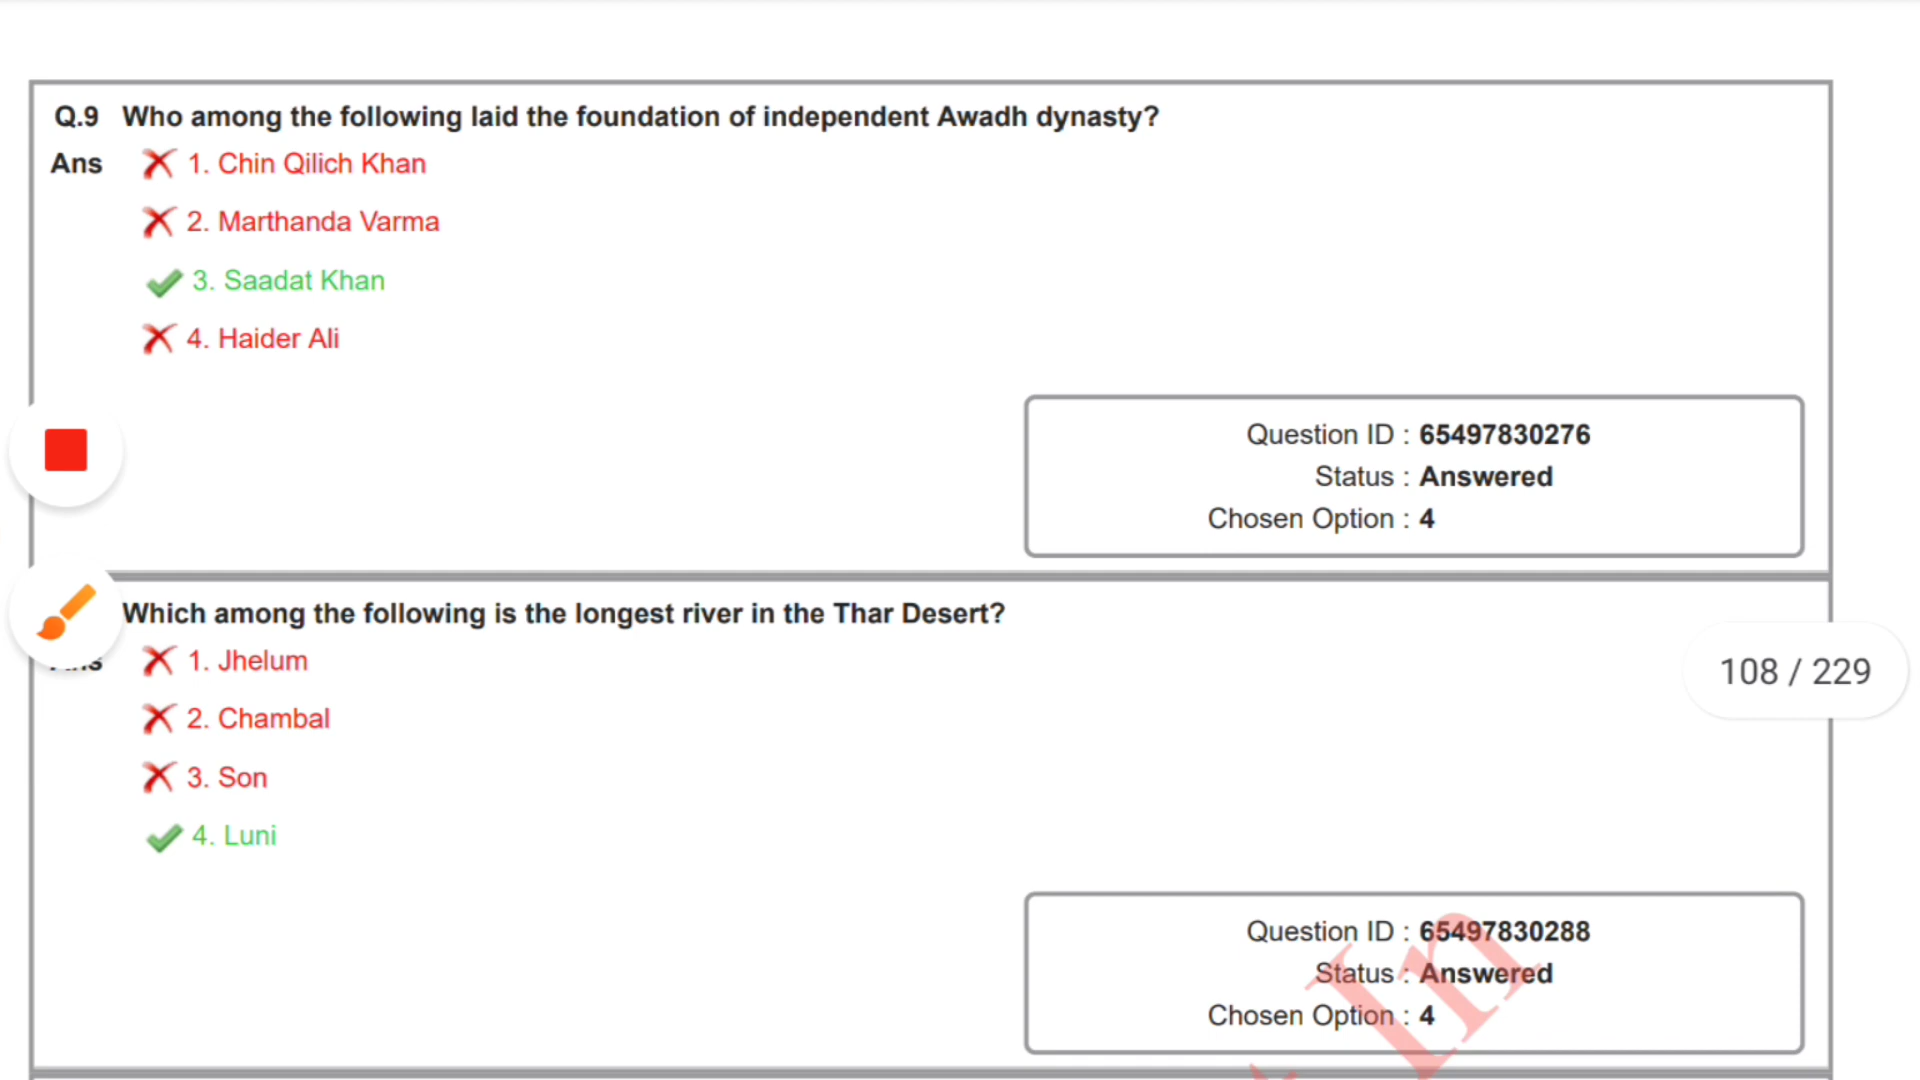 Q.9 Who among the following laid the foundation of independent Awadh dynasty?
Ans 1. Chin Qilich Khan
2. Marthanda Varma
3. Saadat Khan
4. Haider Ali
Question ID : 65497830276
Status : Answered
Chosen Option : 4
Which among the following is the longest river in the Thar Desert?
1. Jhelum
2. Chambal
3. Son
4. Luni
108 / 229
Question ID : 65497830288
Status : Answered
Chosen Option : 4
In